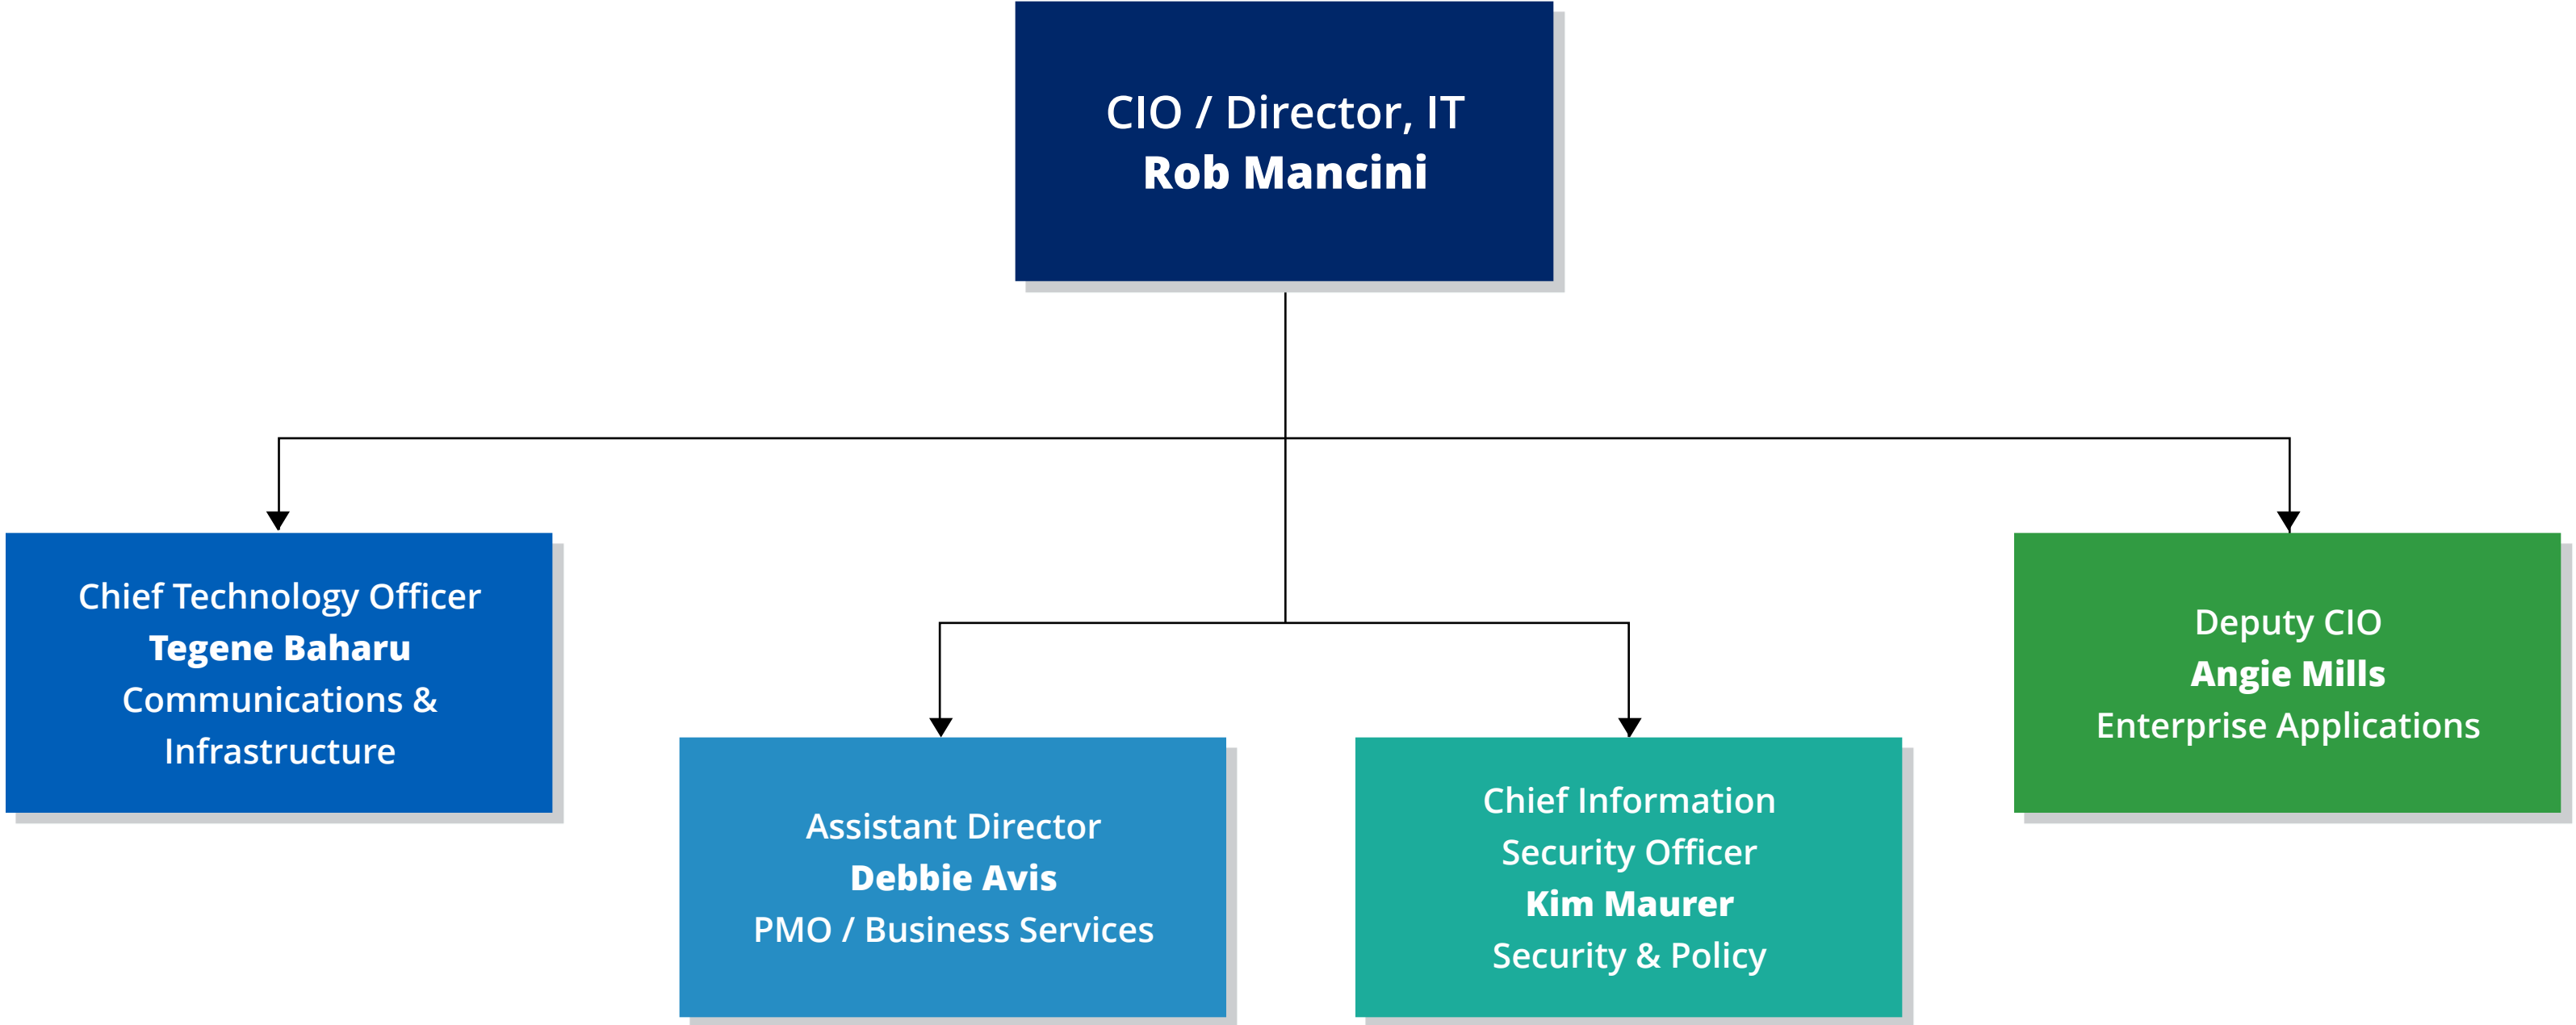 CIO / Director, IT
Rob Mancini
Chief Technology Officer
Tegene Baharu
Communications &
Infrastructure
Assistant Director
Debbie Avis
PMO / Business Services
Chief Information
Security Officer
Kim Maurer
Security & Policy
Deputy CIO
Angie Mills
Enterprise Applications